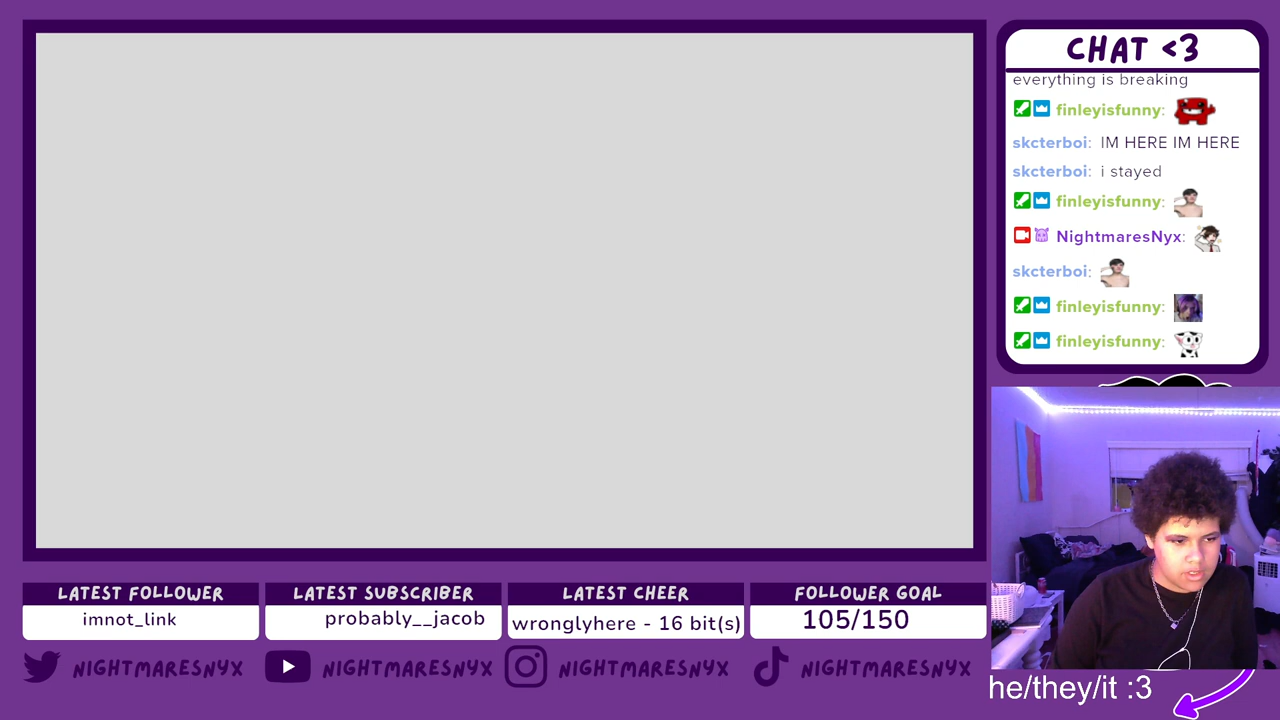 CHAT <3
everything is breaking
finleyisfunny:
skcterboi: IM HERE IM HERE
skcterboi: i stayed
finleyisfunny:
NightmaresNyx:
skcterboi:
finleyisfunny:
finleyisfunny:
LATEST FOLLOWER
imnot_link
LATEST SUBSCRIBER
probably__jacob
LATEST CHEER
wronglyhere - 16 bit(s)
FOLLOWER GOAL
105/150
NIGHTMARESNYX
NIGHTMARESNYX
NIGHTMARESNYX
NIGHTMARESNYX
he/they/it :3